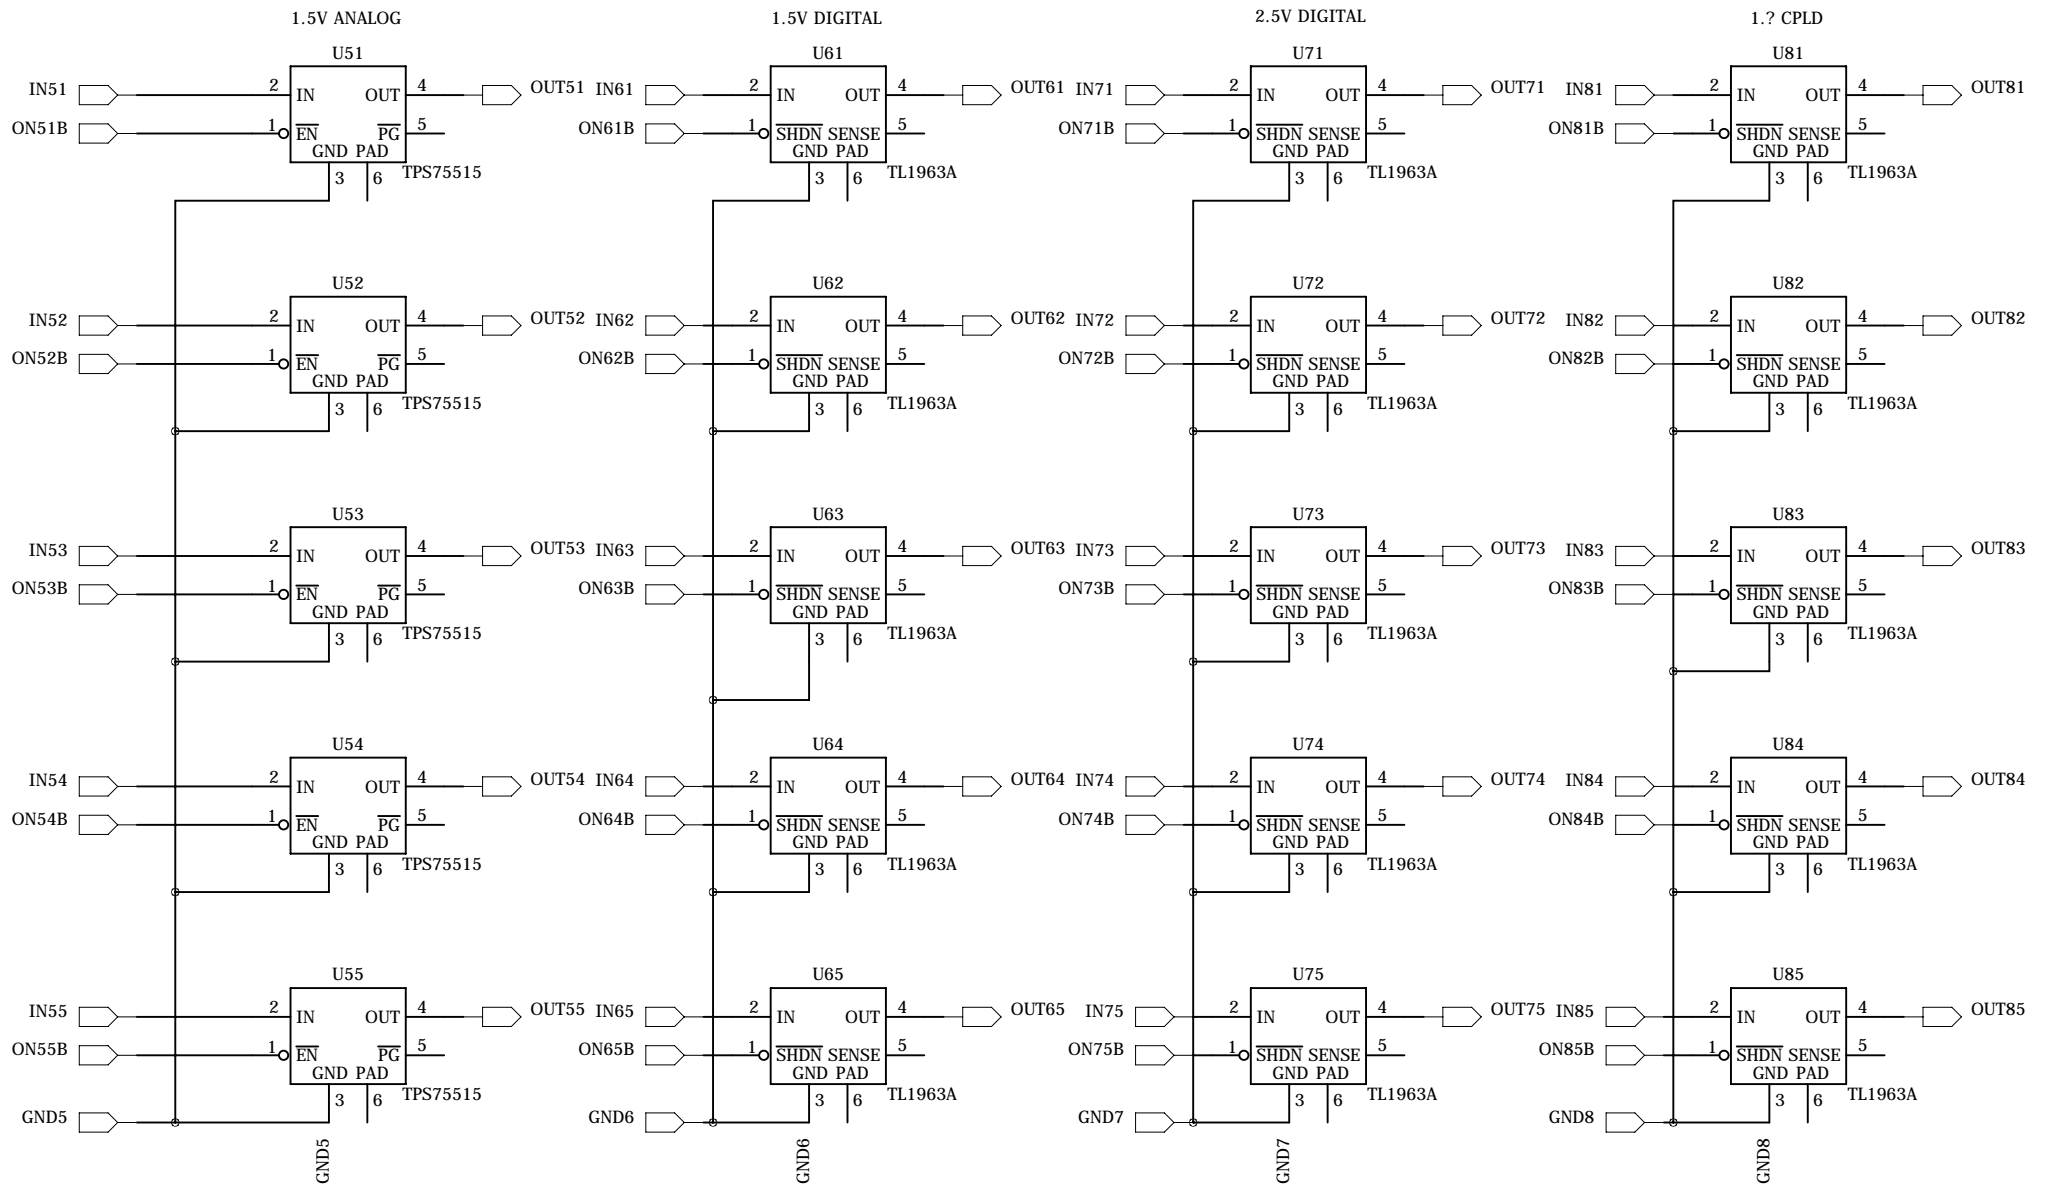 1.5V ANALOG 1.5V DIGITAL 2.5V DIGITAL 1.? CPLD
U51 U61 U71 U81
IN51 2 IN OUT 4 OUT51 IN61 2 IN OUT 4 OUT61 IN71 2 IN OUT 4 OUT71 IN81 2 IN OUT 4 OUT81
ON51B 1 EN PG 5 ON61B 1 SHDN SENSE 5 ON71B 1 SHDN SENSE 5 ON81B 1 SHDN SENSE 5
GND PAD GND PAD GND PAD GND PAD
3 6 TPS75515 3 6 TL1963A 3 6 TL1963A 3 6 TL1963A
U52 U62 U72 U82
IN52 2 IN OUT 4 OUT52 IN62 2 IN OUT 4 OUT62 IN72 2 IN OUT 4 OUT72 IN82 2 IN OUT 4 OUT82
ON52B 1 EN PG 5 ON62B 1 SHDN SENSE 5 ON72B 1 SHDN SENSE 5 ON82B 1 SHDN SENSE 5
GND PAD GND PAD GND PAD GND PAD
3 6 TPS75515 3 6 TL1963A 3 6 TL1963A 3 6 TL1963A
U53 U63 U73 U83
IN53 2 IN OUT 4 OUT53 IN63 2 IN OUT 4 OUT63 IN73 2 IN OUT 4 OUT73 IN83 2 IN OUT 4 OUT83
ON53B 1 EN PG 5 ON63B 1 SHDN SENSE 5 ON73B 1 SHDN SENSE 5 ON83B 1 SHDN SENSE 5
GND PAD GND PAD GND PAD GND PAD
3 6 TPS75515 3 6 TL1963A 3 6 TL1963A 3 6 TL1963A
U54 U64 U74 U84
IN54 2 IN OUT 4 OUT54 IN64 2 IN OUT 4 OUT64 IN74 2 IN OUT 4 OUT74 IN84 2 IN OUT 4 OUT84
ON54B 1 EN PG 5 ON64B 1 SHDN SENSE 5 ON74B 1 SHDN SENSE 5 ON84B 1 SHDN SENSE 5
GND PAD GND PAD GND PAD GND PAD
3 6 TPS75515 3 6 TL1963A 3 6 TL1963A 3 6 TL1963A
U55 U65 U75 U85
IN55 2 IN OUT 4 OUT55 IN65 2 IN OUT 4 OUT65 IN75 2 IN OUT 4 OUT75 IN85 2 IN OUT 4 OUT85
ON55B 1 EN PG 5 ON65B 1 SHDN SENSE 5 ON75B 1 SHDN SENSE 5 ON85B 1 SHDN SENSE 5
GND PAD GND PAD GND PAD GND PAD
3 6 TPS75515 3 6 TL1963A 3 6 TL1963A 3 6 TL1963A
GND5 GND6 GND7 GND8
GND5 GND6 GND7 GND8